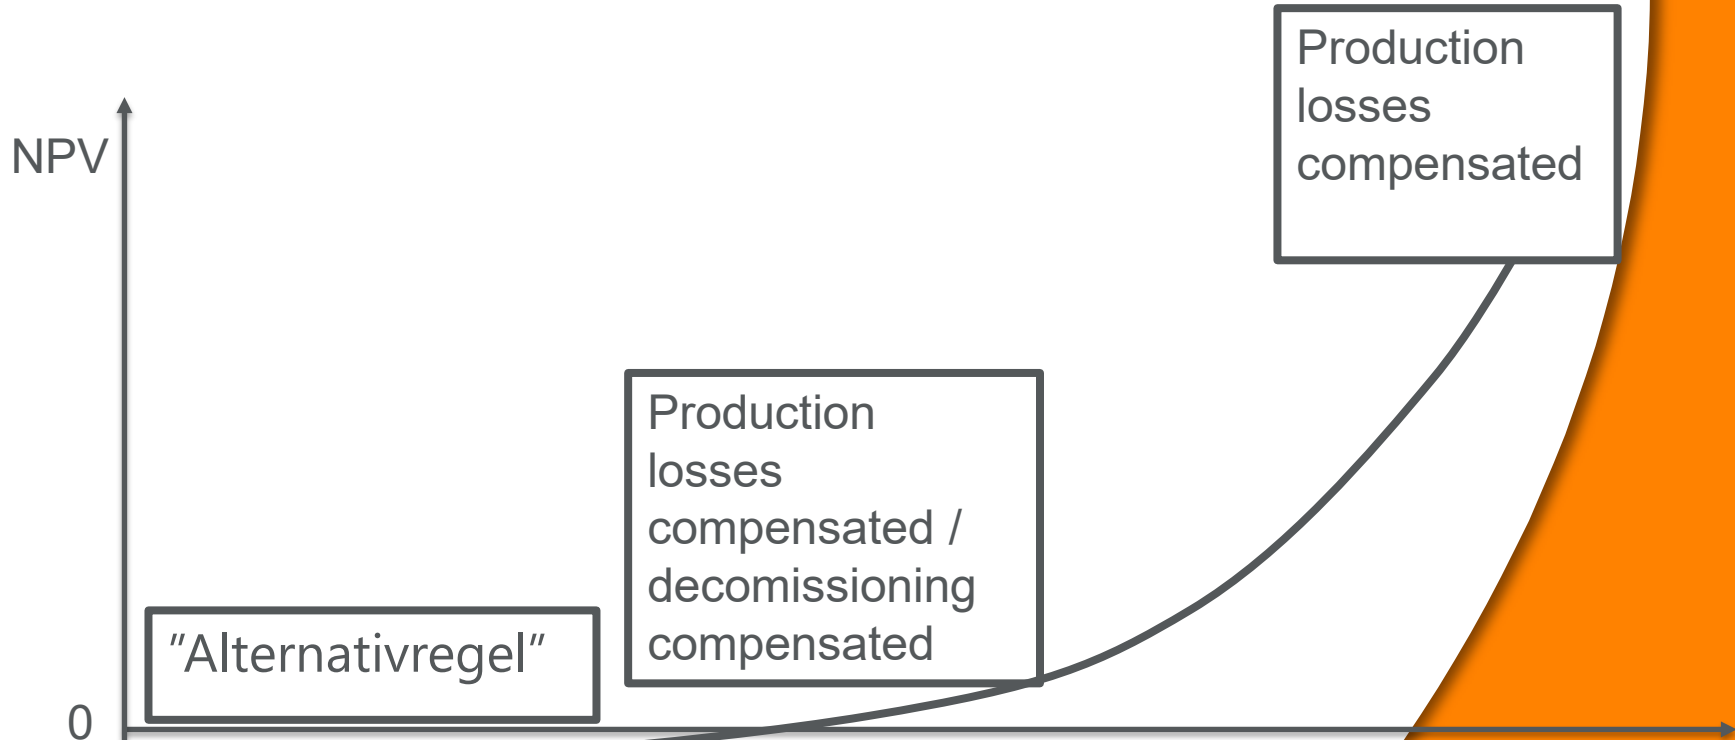 Production
losses
compensated
NPV
Production
losses
compensated /
decomissioning
compensated
"Alternativregel"
0